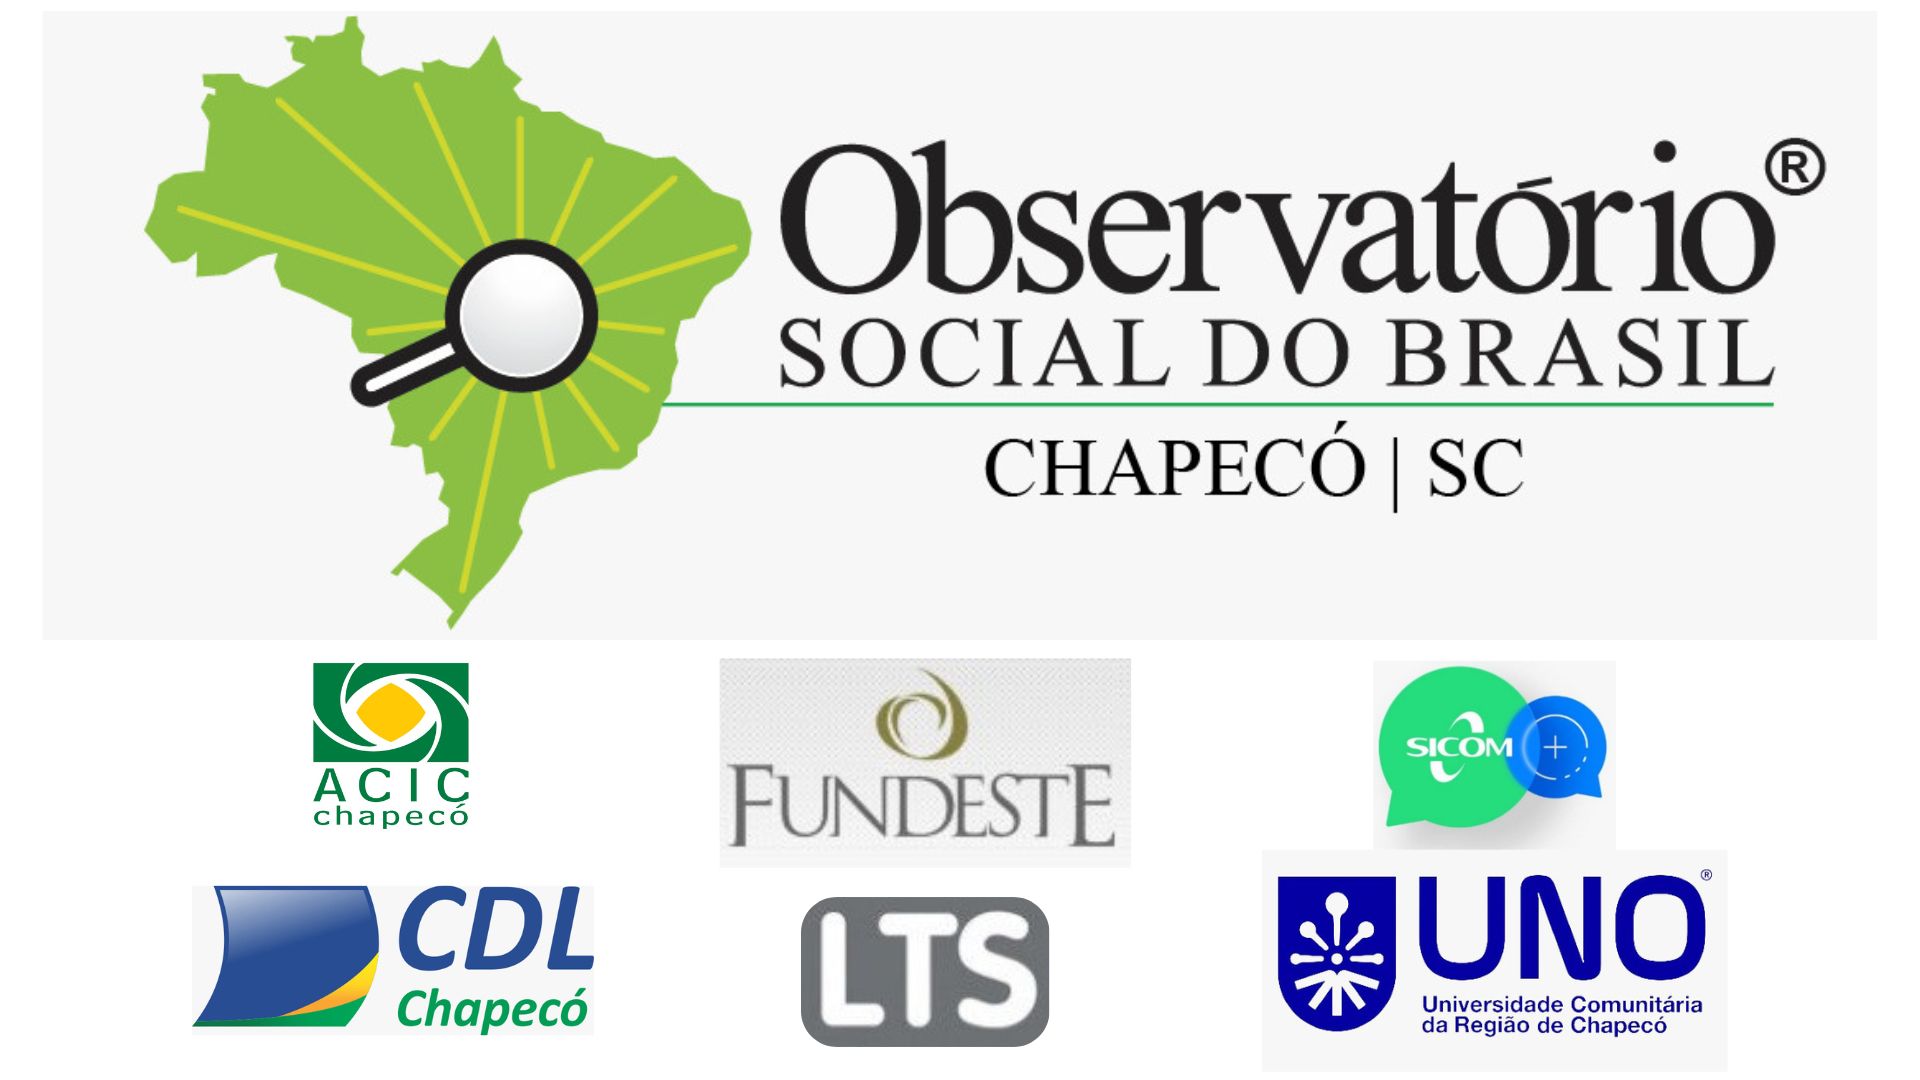 Observatório®
SOCIAL DO BRASIL
CHAPECÓ | SC
ACIC
chapecó
FUNDESTE
SICOM +
CDL
Chapecó
LTS
UNO®
Universidade Comunitária
da Região de Chapecó